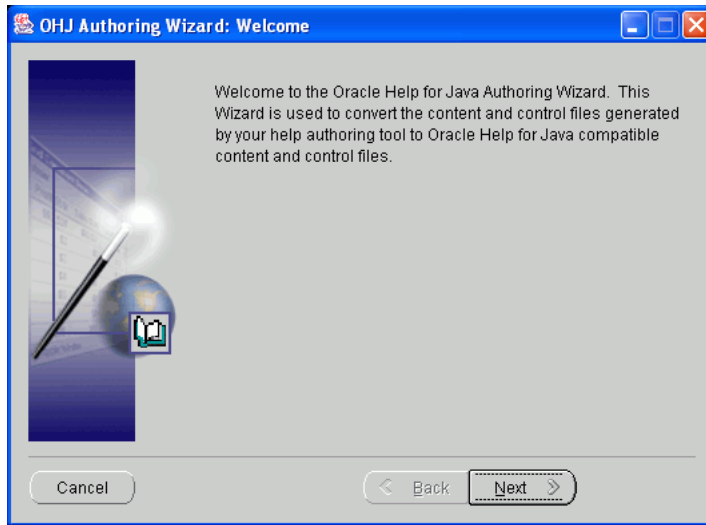 OHJ Authoring Wizard: Welcome
Welcome to the Oracle Help for Java Authoring Wizard. This
Wizard is used to convert the content and control files generated
by your help authoring tool to Oracle Help for Java compatible
content and control files.
Cancel
Back
Next